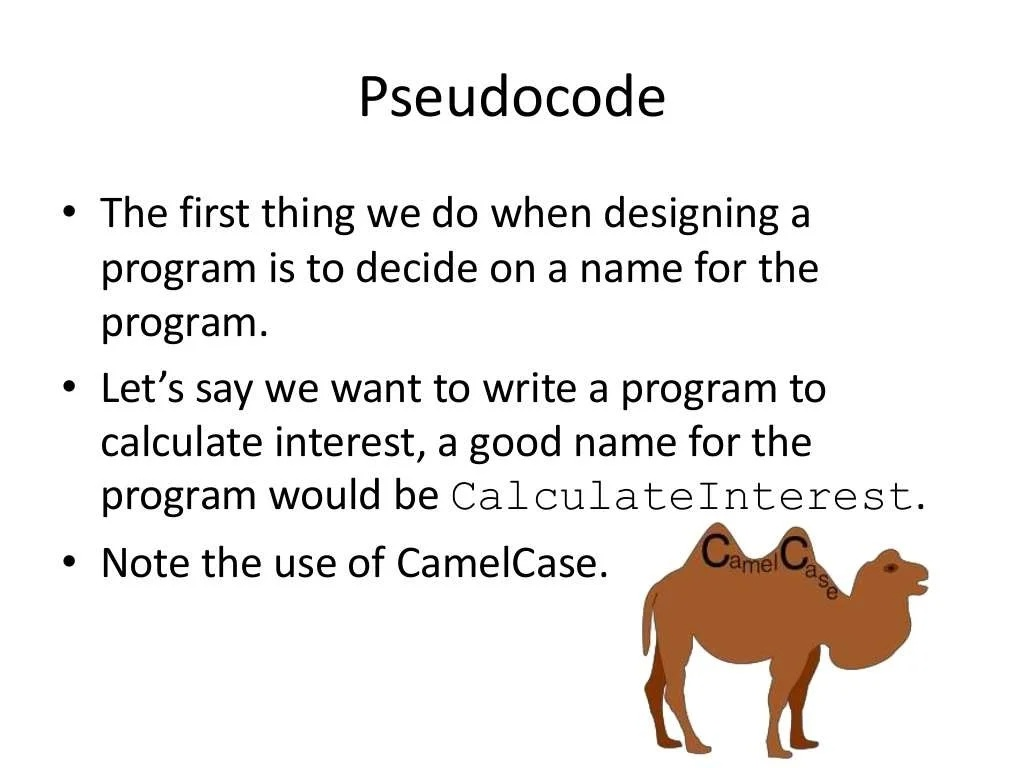 Pseudocode
• The first thing we do when designing a
program is to decide on a name for the
program.
• Let’s say we want to write a program to
calculate interest, a good name for the
program would be CalculateInterest.
• Note the use of CamelCase.
CamelCase